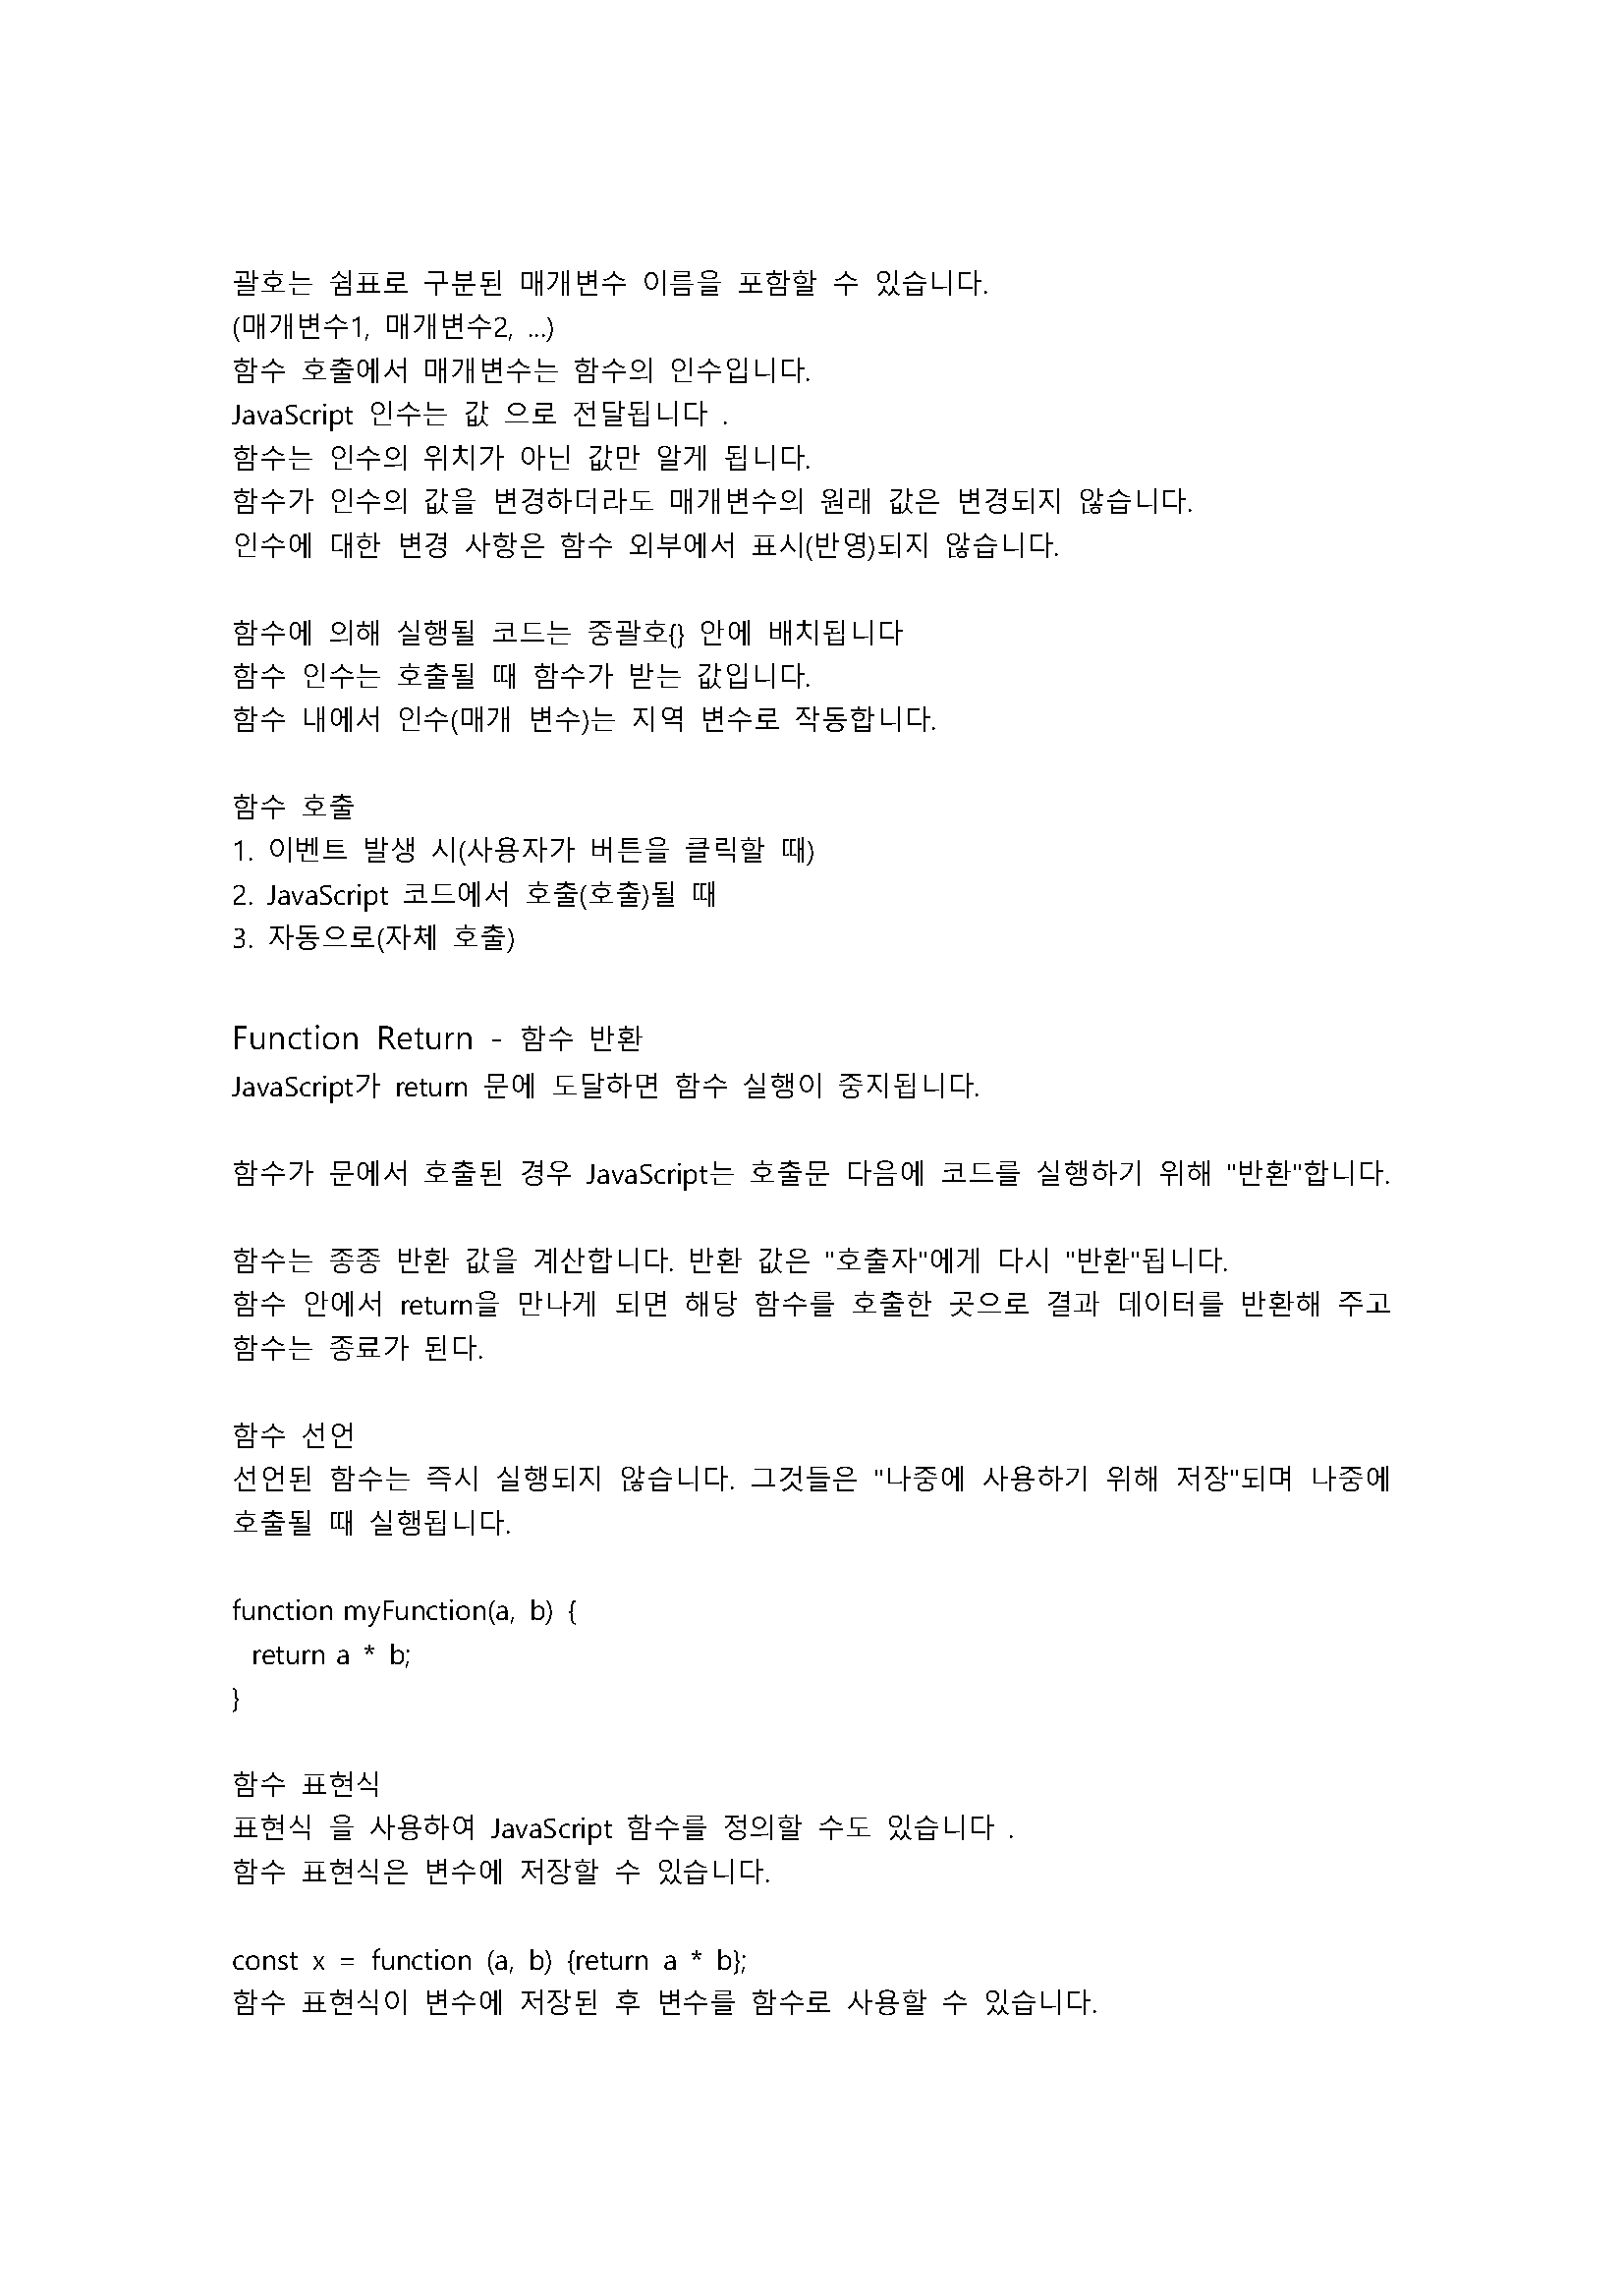 괄호는 쉼표로 구분된 매개변수 이름을 포함할 수 있습니다.
(매개변수1, 매개변수2, ...)
함수 호출에서 매개변수는 함수의 인수입니다.
JavaScript 인수는 값 으로 전달됩니다 .
함수는 인수의 위치가 아닌 값만 알게 됩니다.
함수가 인수의 값을 변경하더라도 매개변수의 원래 값은 변경되지 않습니다.
인수에 대한 변경 사항은 함수 외부에서 표시(반영)되지 않습니다.
함수에 의해 실행될 코드는 중괄호{} 안에 배치됩니다
함수 인수는 호출될 때 함수가 받는 값입니다.
함수 내에서 인수(매개 변수)는 지역 변수로 작동합니다.
함수 호출
1. 이벤트 발생 시(사용자가 버튼을 클릭할 때)
2. JavaScript 코드에서 호출(호출)될 때
3. 자동으로(자체 호출)
Function Return - 함수 반환
JavaScript가 return 문에 도달하면 함수 실행이 중지됩니다.
함수가 문에서 호출된 경우 JavaScript는 호출문 다음에 코드를 실행하기 위해 "반환"합니다.
함수는 종종 반환 값을 계산합니다. 반환 값은 "호출자"에게 다시 "반환"됩니다.
함수 안에서 return을 만나게 되면 해당 함수를 호출한 곳으로 결과 데이터를 반환해 주고
함수는 종료가 된다.
함수 선언
선언된 함수는 즉시 실행되지 않습니다. 그것들은 "나중에 사용하기 위해 저장"되며 나중에
호출될 때 실행됩니다.
function myFunction(a, b) {
  return a * b;
}
함수 표현식
표현식 을 사용하여 JavaScript 함수를 정의할 수도 있습니다 .
함수 표현식은 변수에 저장할 수 있습니다.
const x = function (a, b) {return a * b};
함수 표현식이 변수에 저장된 후 변수를 함수로 사용할 수 있습니다.